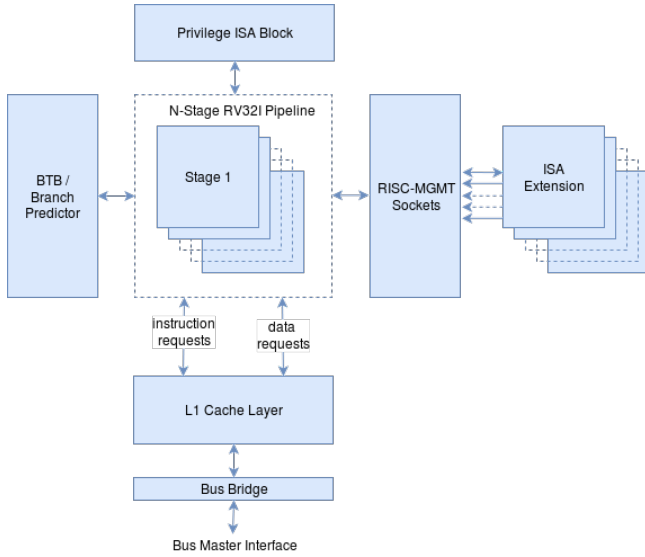 Privilege ISA Block
N-Stage RV32I Pipeline
Stage 1
BTB /
Branch
Predictor
RISC-MGMT
Sockets
ISA
Extension
instruction
requests
data
requests
L1 Cache Layer
Bus Bridge
Bus Master Interface